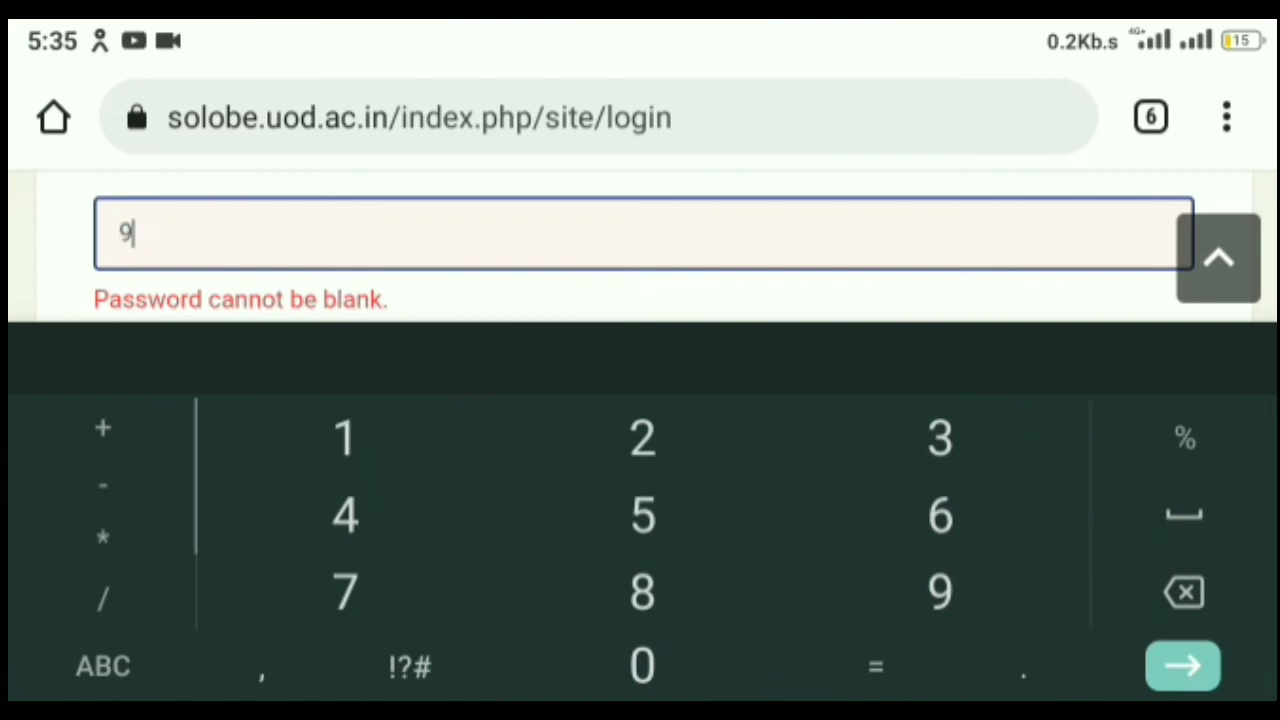 5:35 0.2Kb.s 4G+ 15
solobe.uod.ac.in/index.php/site/login 6
9
Password cannot be blank.
+ 1 2 3 %
-
4 5 6
*
7 8 9
/
ABC , !?# 0 = .